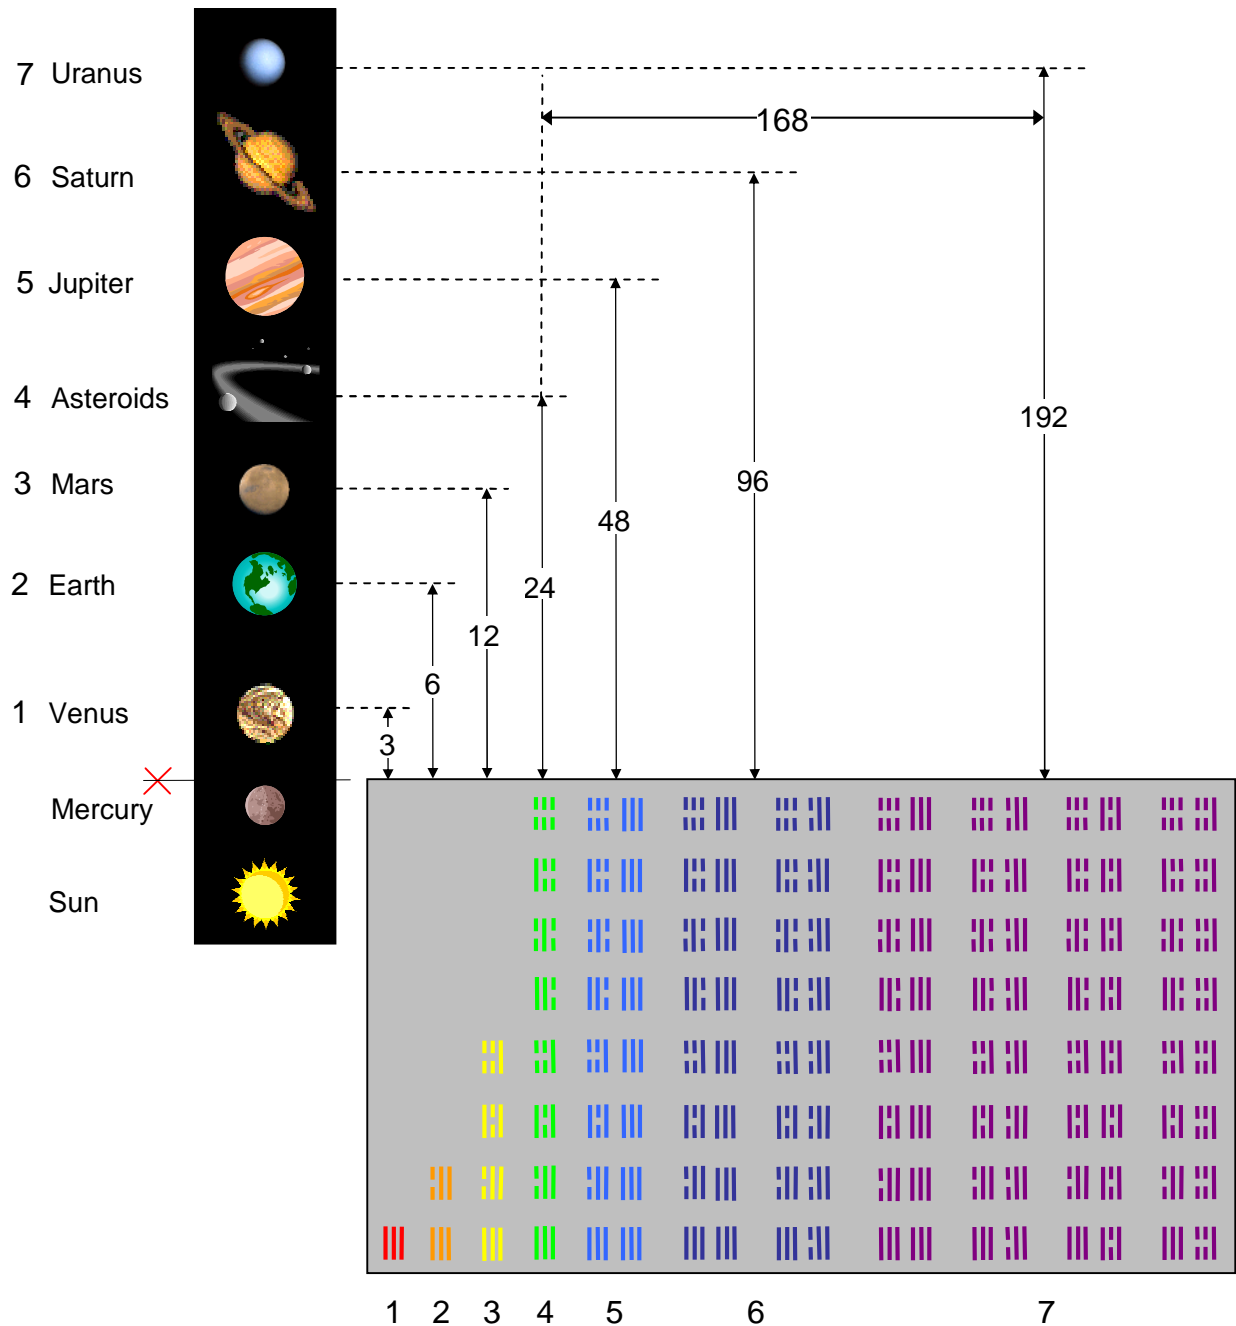 7 Uranus
168
6 Saturn
5 Jupiter
4 Asteroids
192
96
3 Mars
48
2 Earth
24
12
6
1 Venus
3
Mercury
Sun
1 2 3 4 5 6 7